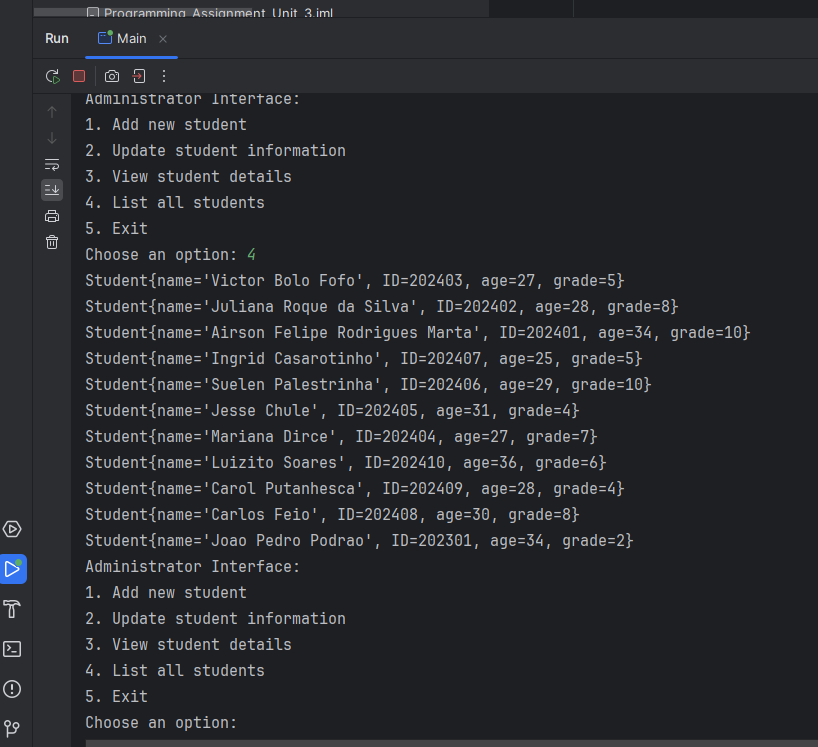 Programming_Assignment_Unit_3.iml
Run
Main
Administrator Interface:
1. Add new student
2. Update student information
3. View student details
4. List all students
5. Exit
Choose an option: 4
Student{name='Victor Bolo Fofo', ID=202403, age=27, grade=5}
Student{name='Juliana Roque da Silva', ID=202402, age=28, grade=8}
Student{name='Airson Felipe Rodrigues Marta', ID=202401, age=34, grade=10}
Student{name='Ingrid Casarotinho', ID=202407, age=25, grade=5}
Student{name='Suelen Palestrinha', ID=202406, age=29, grade=10}
Student{name='Jesse Chule', ID=202405, age=31, grade=4}
Student{name='Mariana Dirce', ID=202404, age=27, grade=7}
Student{name='Luizito Soares', ID=202410, age=36, grade=6}
Student{name='Carol Putanhesca', ID=202409, age=28, grade=4}
Student{name='Carlos Feio', ID=202408, age=30, grade=8}
Student{name='Joao Pedro Podrao', ID=202301, age=34, grade=2}
Administrator Interface:
1. Add new student
2. Update student information
3. View student details
4. List all students
5. Exit
Choose an option: